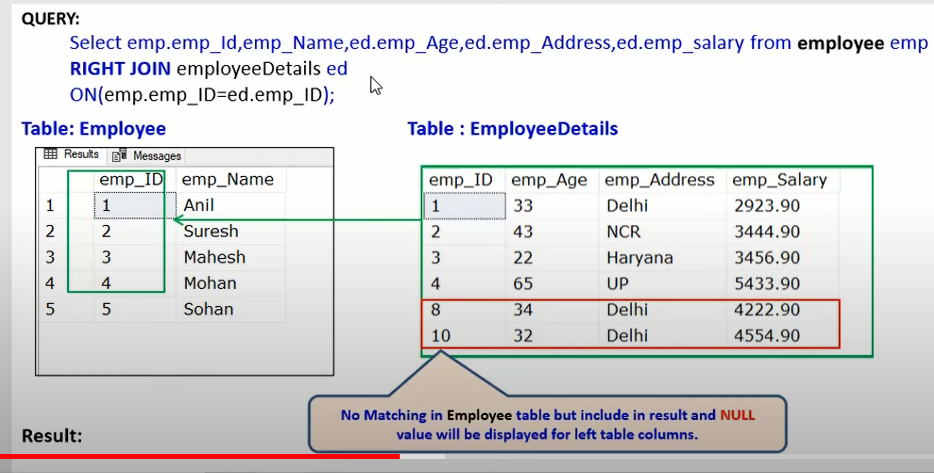 QUERY:
Select emp.emp_Id,emp_Name,ed.emp_Age,ed.emp_Address,ed.emp_salary from employee emp
RIGHT JOIN employeeDetails ed
ON(emp.emp_ID=ed.emp_ID);
Table: Employee
Results Messages
emp_ID emp_Name
1 1 Anil
2 2 Suresh
3 3 Mahesh
4 4 Mohan
5 5 Sohan
Table : EmployeeDetails
emp_ID emp_Age emp_Address emp_Salary
1 33 Delhi 2923.90
2 43 NCR 3444.90
3 22 Haryana 3456.90
4 65 UP 5433.90
8 34 Delhi 4222.90
10 32 Delhi 4554.90
No Matching in Employee table but include in result and NULL
value will be displayed for left table columns.
Result: